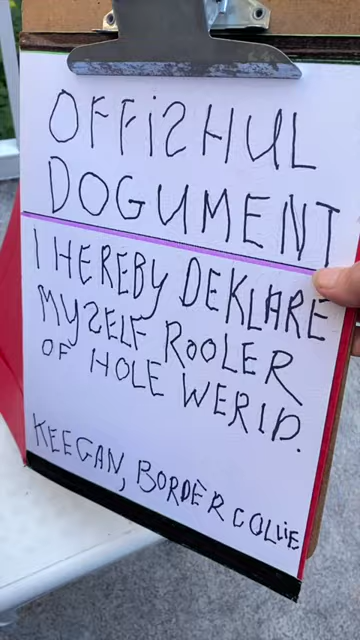 OFFiSHUL
DOGUMENT
I HEREBY DEKLARE
MYSELF ROOLER
OF HOLE WERLD.
KEEGAN, BORDER COLLiE